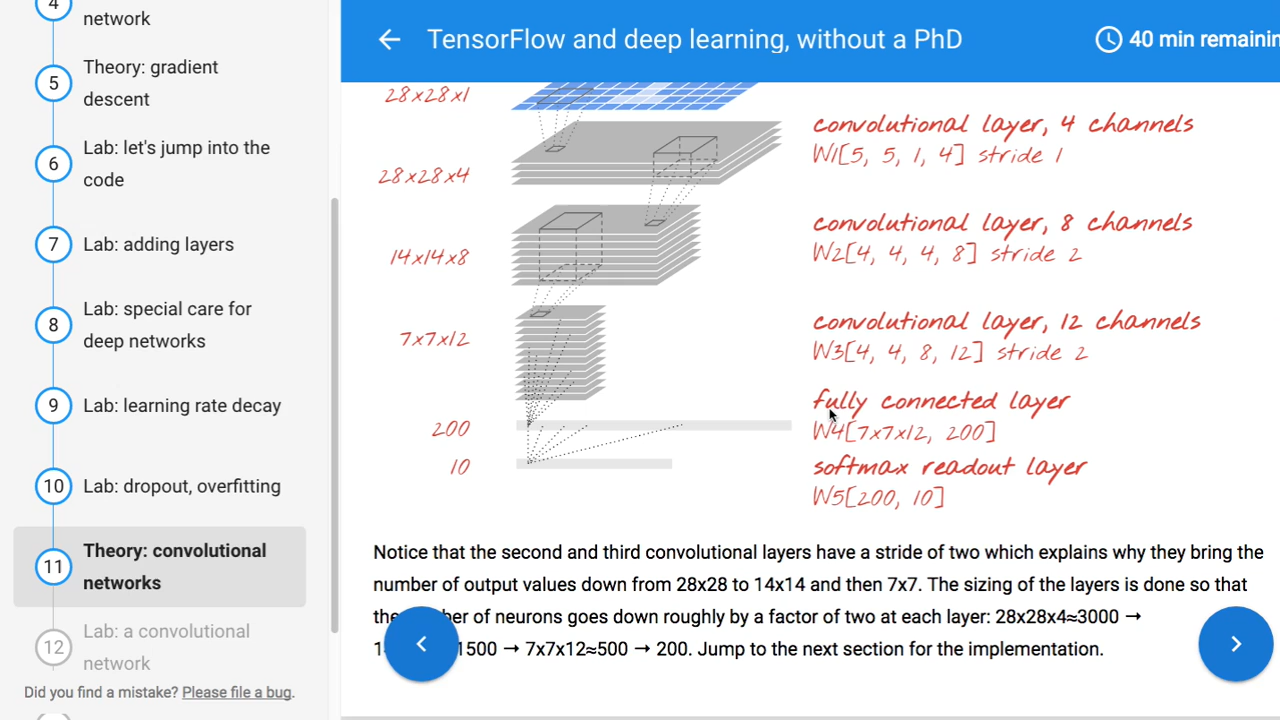 4
network
5
Theory: gradient
descent
6
Lab: let's jump into the
code
7
Lab: adding layers
8
Lab: special care for
deep networks
9
Lab: learning rate decay
10
Lab: dropout, overfitting
11
Theory: convolutional
networks
12
Lab: a convolutional
network
Did you find a mistake? Please file a bug.
TensorFlow and deep learning, without a PhD
40 min remainin
28x28x1
convolutional layer, 4 channels
W1[5, 5, 1, 4] stride 1
28x28x4
convolutional layer, 8 channels
W2[4, 4, 4, 8] stride 2
14x14x8
convolutional layer, 12 channels
W3[4, 4, 8, 12] stride 2
7x7x12
fully connected layer
W4[7x7x12, 200]
200
softmax readout layer
W5[200, 10]
10
Notice that the second and third convolutional layers have a stride of two which explains why they bring the
number of output values down from 28x28 to 14x14 and then 7x7. The sizing of the layers is done so that
of neurons goes down roughly by a factor of two at each layer: 28x28x4≈3000 →
1500 → 7x7x12≈500 → 200. Jump to the next section for the implementation.